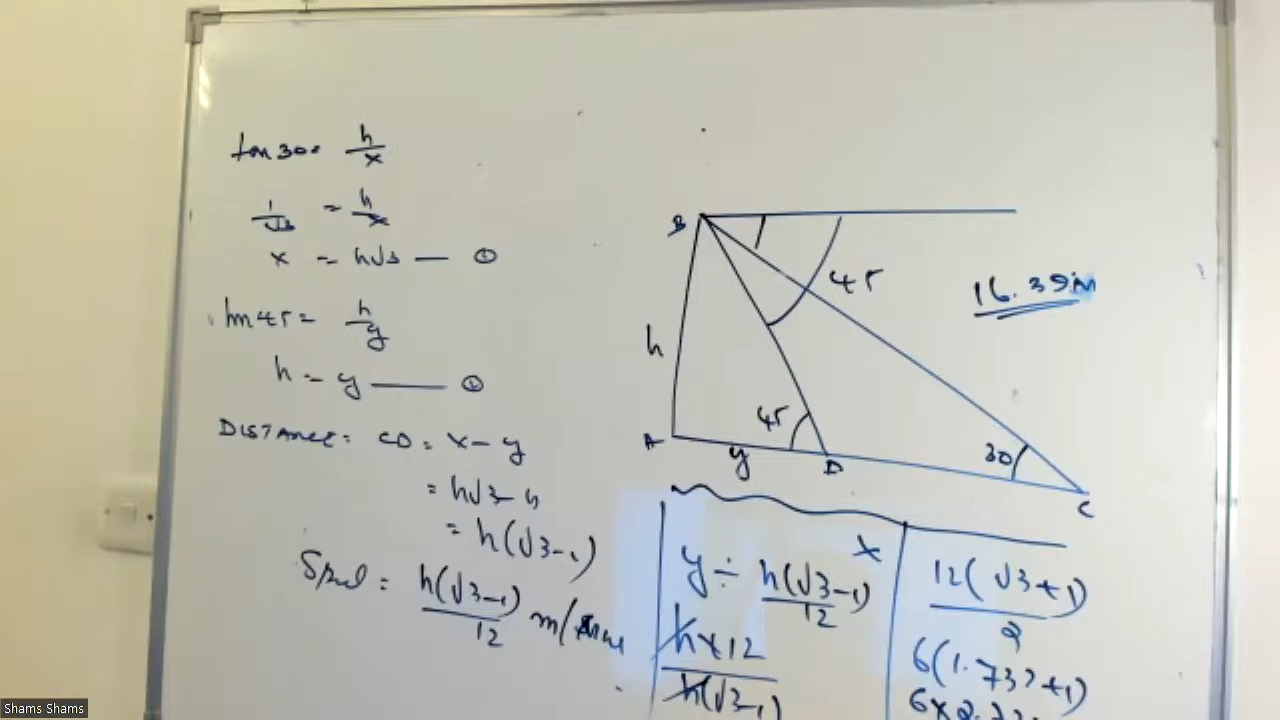 tan 30 = h/x
1/√3 = h/x
x = h√3 — ①
tan 45 = h/y
h = y —— ②
DISTANCE: CD = x - y
= h√3 - h
= h(√3-1)
Speed = h(√3-1)/12 m/
B
45
16.39m
h
45
30
A
y
D
C
x
y ÷ h(√3-1)/12
h×12/h(√3-1)
12(√3+1)/2
6(1.732+1)
Shams Shams